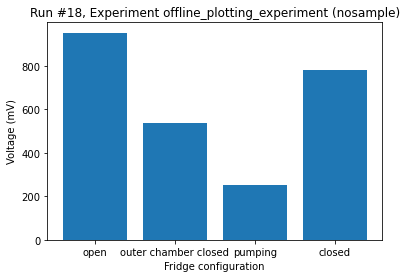 Run #18, Experiment offline_plotting_experiment (nosample)
Voltage (mV)
800
600
400
200
0
open outer chamber closed pumping closed
Fridge configuration